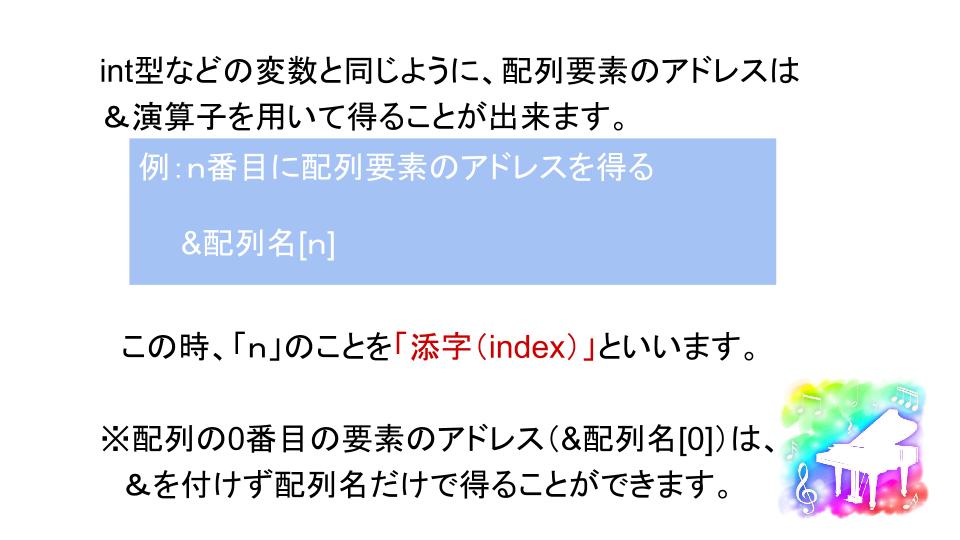 int型などの変数と同じように、配列要素のアドレスは
＆演算子を用いて得ることが出来ます。
例：ｎ番目に配列要素のアドレスを得る
&配列名[ｎ]
この時、「ｎ」のことを「添字（index）」といいます。
※配列の0番目の要素のアドレス（&配列名[0]）は、
＆を付けず配列名だけで得ることができます。